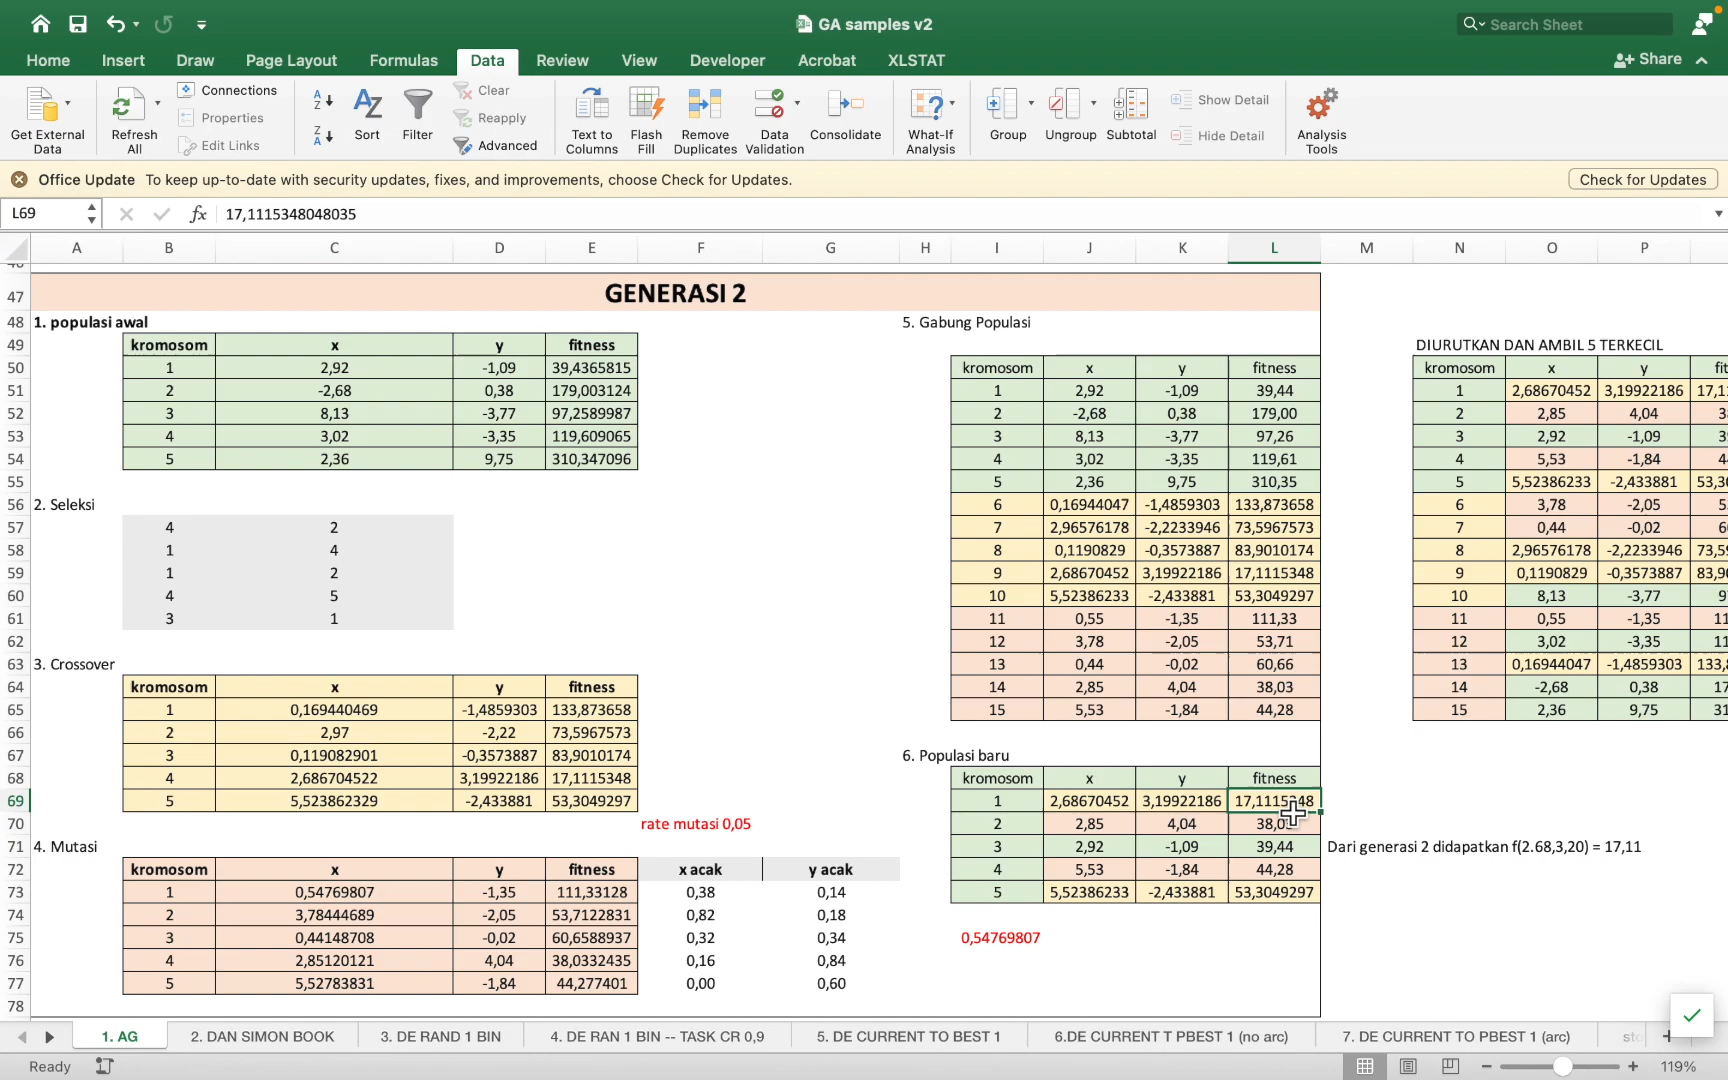 GA samples v2
Search Sheet
Home Insert Draw Page Layout Formulas Data Review View Developer Acrobat XLSTAT Share
Get External Data
Refresh All
Connections
Properties
Edit Links
Sort
Filter
Clear
Reapply
Advanced
Text to Columns
Flash Fill
Remove Duplicates
Data Validation
Consolidate
What-If Analysis
Group
Ungroup
Subtotal
Show Detail
Hide Detail
Analysis Tools
Office Update To keep up-to-date with security updates, fixes, and improvements, choose Check for Updates. Check for Updates
L69 fx 17,1115348048035
A B C D E F G H I J K L M N O P
47 GENERASI 2
48 1. populasi awal 5. Gabung Populasi
49 kromosom x y fitness DIURUTKAN DAN AMBIL 5 TERKECIL
50 1 2,92 -1,09 39,4365815 kromosom x y fitness kromosom x y
51 2 -2,68 0,38 179,003124 1 2,92 -1,09 39,44 1 2,68670452 3,19922186
52 3 8,13 -3,77 97,2589987 2 -2,68 0,38 179,00 2 2,85 4,04
53 4 3,02 -3,35 119,609065 3 8,13 -3,77 97,26 3 2,92 -1,09
54 5 2,36 9,75 310,347096 4 3,02 -3,35 119,61 4 5,53 -1,84
55 5 2,36 9,75 310,35 5 5,52386233 -2,433881
56 2. Seleksi 6 0,16944047 -1,4859303 133,873658 6 3,78 -2,05
57 4 2 7 2,96576178 -2,2233946 73,5967573 7 0,44 -0,02
58 1 4 8 0,1190829 -0,3573887 83,9010174 8 2,96576178 -2,2233946
59 1 2 9 2,68670452 3,19922186 17,1115348 9 0,1190829 -0,3573887
60 4 5 10 5,52386233 -2,433881 53,3049297 10 8,13 -3,77
61 3 1 11 0,55 -1,35 111,33 11 0,55 -1,35
62 12 3,78 -2,05 53,71 12 3,02 -3,35
63 3. Crossover 13 0,44 -0,02 60,66 13 0,16944047 -1,4859303
64 kromosom x y fitness 14 2,85 4,04 38,03 14 -2,68 0,38
65 1 0,169440469 -1,4859303 133,873658 15 5,53 -1,84 44,28 15 2,36 9,75
66 2 2,97 -2,22 73,5967573
67 3 0,119082901 -0,3573887 83,9010174 6. Populasi baru
68 4 2,686704522 3,19922186 17,1115348 kromosom x y fitness
69 5 5,523862329 -2,433881 53,3049297 1 2,68670452 3,19922186 17,1115348
70 rate mutasi 0,05 2 2,85 4,04
71 4. Mutasi 3 2,92 -1,09 39,44 Dari generasi 2 didapatkan f(2.68,3,20) = 17,11
72 kromosom x y fitness x acak y acak 4 5,53 -1,84 44,28
73 1 0,54769807 -1,35 111,33128 0,38 0,14 5 5,52386233 -2,433881 53,3049297
74 2 3,78444689 -2,05 53,7122831 0,82 0,18
75 3 0,44148708 -0,02 60,6588937 0,32 0,34 0,54769807
76 4 2,85120121 4,04 38,0332435 0,16 0,84
77 5 5,52783831 -1,84 44,277401 0,00 0,60
78
1. AG 2. DAN SIMON BOOK 3. DE RAND 1 BIN 4. DE RAN 1 BIN -- TASK CR 0,9 5. DE CURRENT TO BEST 1 6.DE CURRENT T PBEST 1 (no arc) 7. DE CURRENT TO PBEST 1 (arc)
Ready 119%